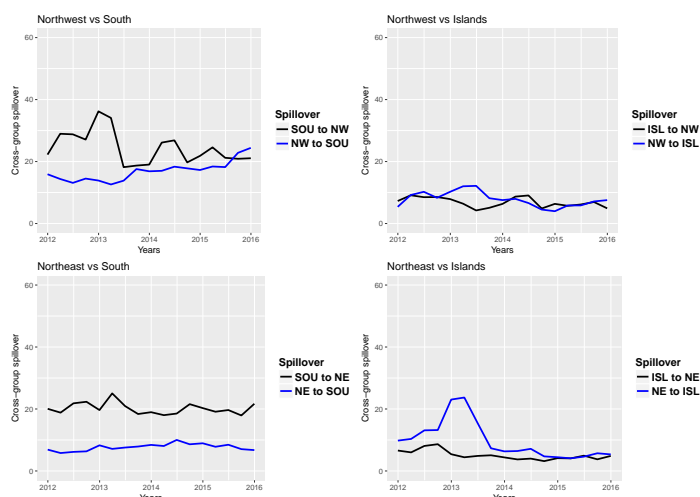 Northwest vs South
60
40
20
0
Cross−group spillover
2012 2013 2014 2015 2016
Years
Spillover
SOU to NW
NW to SOU
Northwest vs Islands
60
40
20
0
Cross−group spillover
2012 2013 2014 2015 2016
Years
Spillover
ISL to NW
NW to ISL
Northeast vs South
60
40
20
0
Cross−group spillover
2012 2013 2014 2015 2016
Years
Spillover
SOU to NE
NE to SOU
Northeast vs Islands
60
40
20
0
Cross−group spillover
2012 2013 2014 2015 2016
Years
Spillover
ISL to NE
NE to ISL